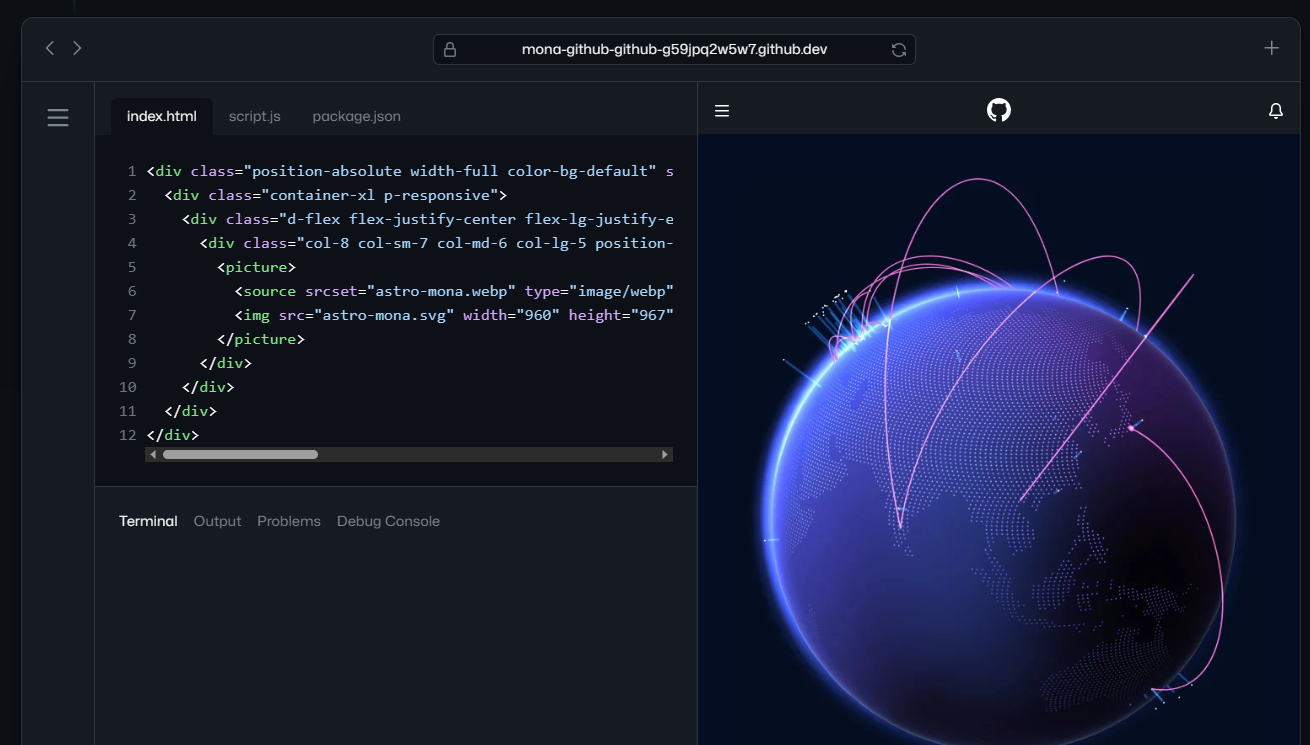 mona-github-github-g59jpq2w5w7.github.dev
index.html script.js package.json
1 <div class="position-absolute width-full color-bg-default" s
2 <div class="container-xl p-responsive">
3 <div class="d-flex flex-justify-center flex-lg-justify-e
4 <div class="col-8 col-sm-7 col-md-6 col-lg-5 position-
5 <picture>
6 <source srcset="astro-mona.webp" type="image/webp"
7 <img src="astro-mona.svg" width="960" height="967"
8 </picture>
9 </div>
10 </div>
11 </div>
12 </div>
Terminal Output Problems Debug Console